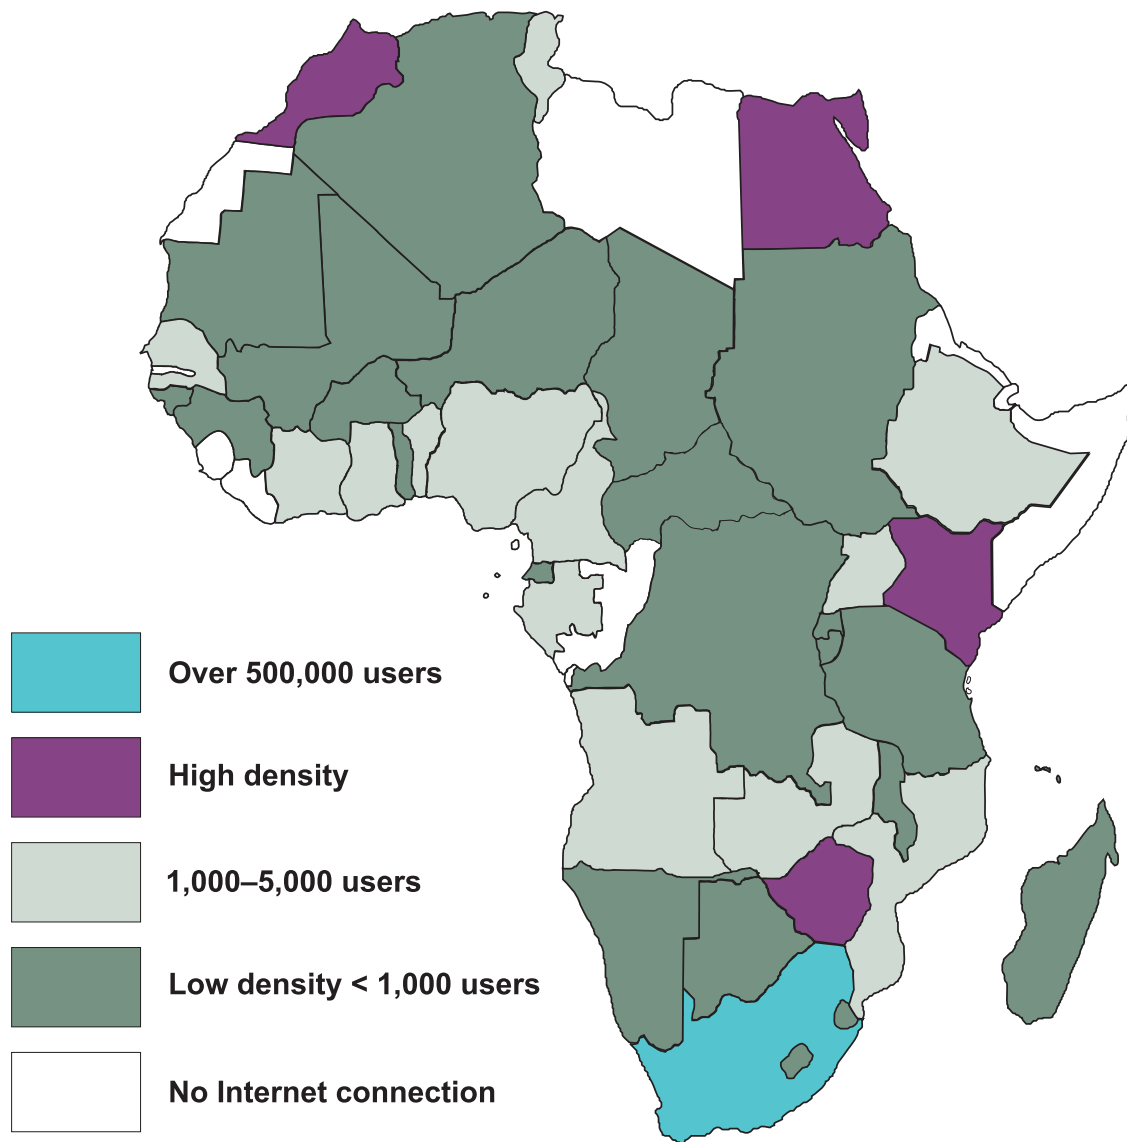 Over 500,000 users
High density
1,000–5,000 users
Low density < 1,000 users
No Internet connection